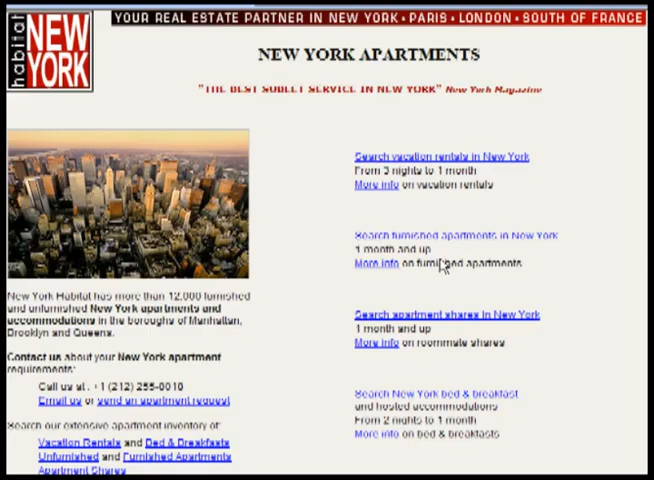 habitat NEW YORK
YOUR REAL ESTATE PARTNER IN NEW YORK • PARIS • LONDON • SOUTH OF FRANCE
NEW YORK APARTMENTS
"THE BEST SUBLET SERVICE IN NEW YORK" New York Magazine
Search vacation rentals in New York
From 3 nights to 1 month
More info on vacation rentals
Search furnished apartments in New York
1 month and up
More info on furnished apartments
Search apartment shares in New York
1 month and up
More info on roommate shares
Search New York bed & breakfast
and hosted accommodations
From 2 nights to 1 month
More info on bed & breakfasts
New York Habitat has more than 12,000 furnished
and unfurnished New York apartments and
accommodations in the boroughs of Manhattan,
Brooklyn and Queens.
Contact us about your New York apartment
requirements:
Call us at: +1 (212) 255-8018
Email us or send an apartment request
Search our extensive apartment inventory of:
Vacation Rentals and Bed & Breakfasts
Unfurnished and Furnished Apartments
Apartment Shares